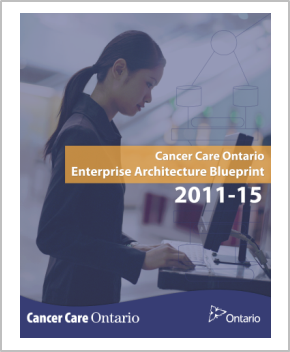 Cancer Care Ontario
Enterprise Architecture Blueprint
2011-15
Cancer Care Ontario
Ontario